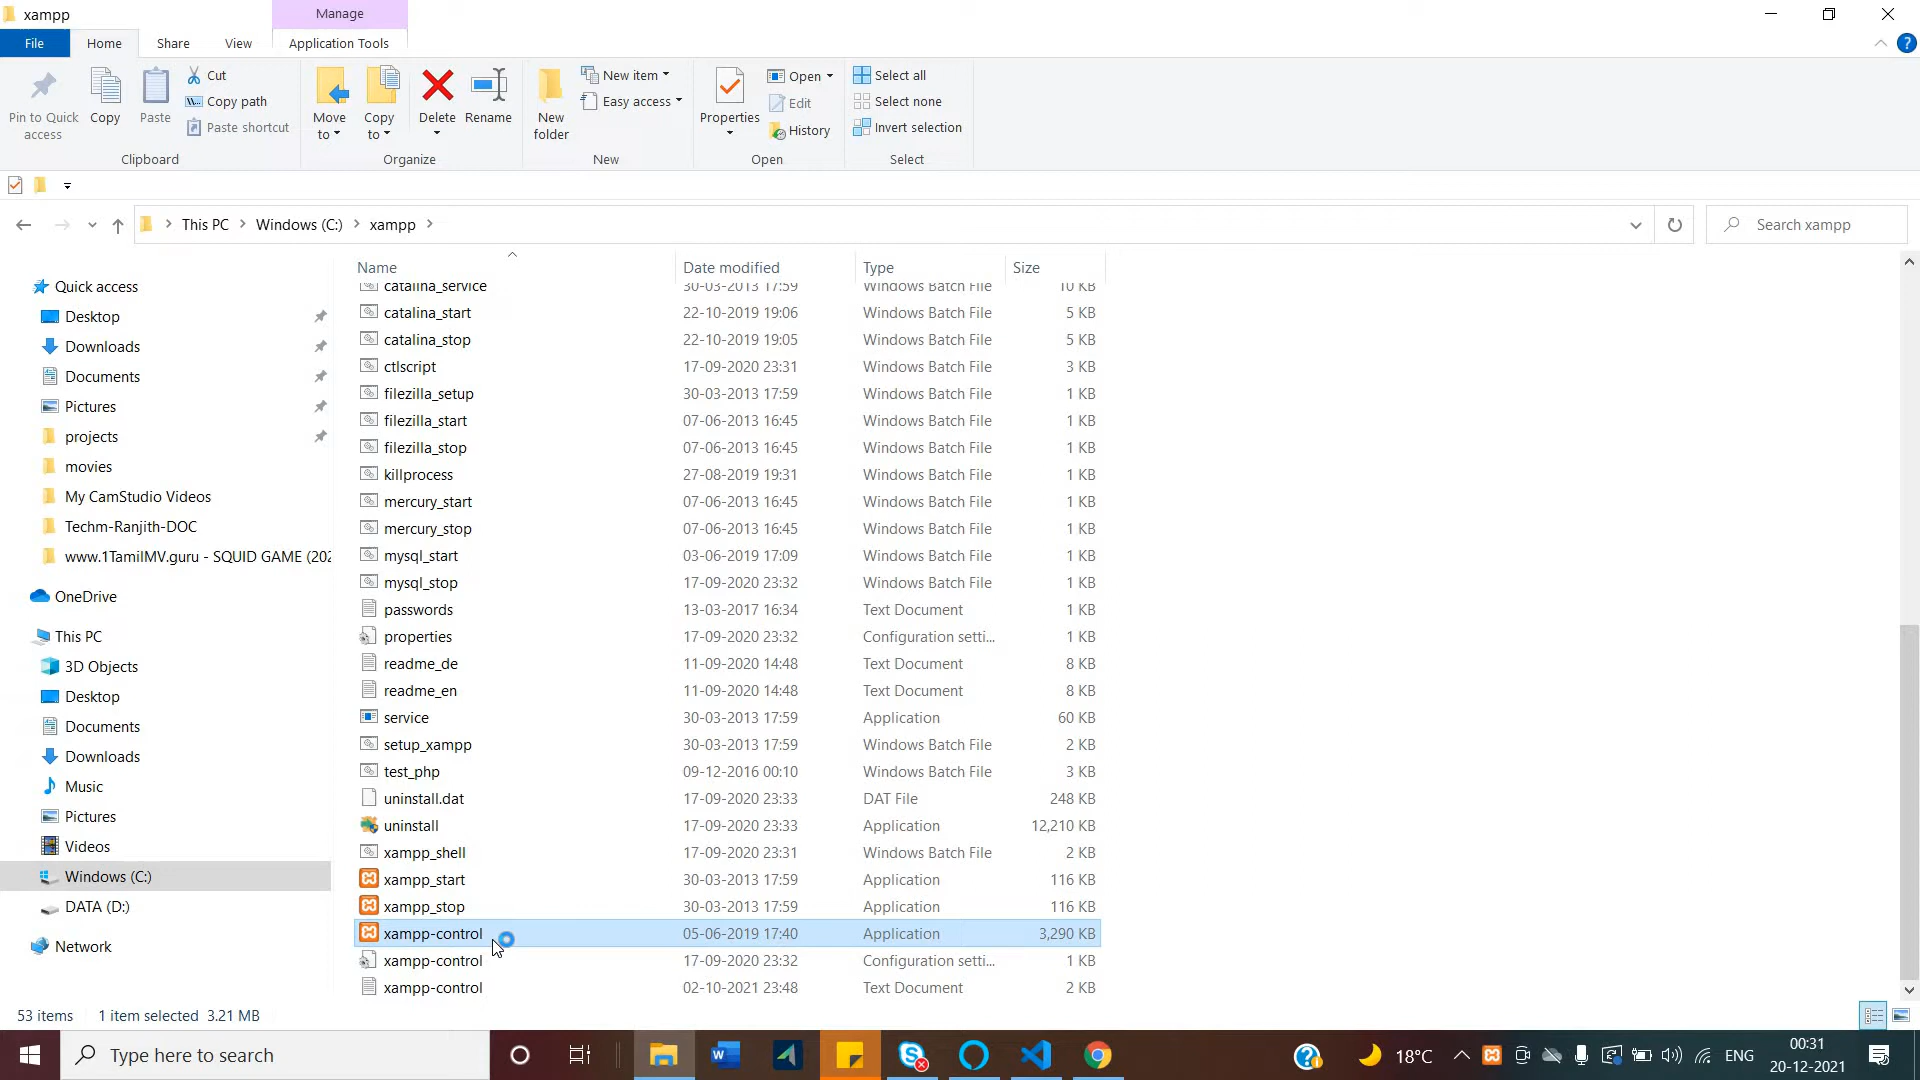 xampp
Manage
File
Home
Share
View
Application Tools
Pin to Quick access
Copy
Paste
Cut
Copy path
Paste shortcut
Clipboard
Move to
Copy to
Delete
Rename
Organize
New folder
New item
Easy access
New
Properties
Open
Edit
History
Open
Select all
Select none
Invert selection
Select
This PC > Windows (C:) > xampp >
Search xampp
Name Date modified Type Size
Quick access
Desktop
Downloads
Documents
Pictures
projects
movies
My CamStudio Videos
Techm-Ranjith-DOC
www.1TamilMV.guru - SQUID GAME (202
OneDrive
This PC
3D Objects
Desktop
Documents
Downloads
Music
Pictures
Videos
Windows (C:)
DATA (D:)
Network
catalina_service 30-03-2013 17:59 Windows Batch File 10 KB
catalina_start 22-10-2019 19:06 Windows Batch File 5 KB
catalina_stop 22-10-2019 19:05 Windows Batch File 5 KB
ctlscript 17-09-2020 23:31 Windows Batch File 3 KB
filezilla_setup 30-03-2013 17:59 Windows Batch File 1 KB
filezilla_start 07-06-2013 16:45 Windows Batch File 1 KB
filezilla_stop 07-06-2013 16:45 Windows Batch File 1 KB
killprocess 27-08-2019 19:31 Windows Batch File 1 KB
mercury_start 07-06-2013 16:45 Windows Batch File 1 KB
mercury_stop 07-06-2013 16:45 Windows Batch File 1 KB
mysql_start 03-06-2019 17:09 Windows Batch File 1 KB
mysql_stop 17-09-2020 23:32 Windows Batch File 1 KB
passwords 13-03-2017 16:34 Text Document 1 KB
properties 17-09-2020 23:32 Configuration setti... 1 KB
readme_de 11-09-2020 14:48 Text Document 8 KB
readme_en 11-09-2020 14:48 Text Document 8 KB
service 30-03-2013 17:59 Application 60 KB
setup_xampp 30-03-2013 17:59 Windows Batch File 2 KB
test_php 09-12-2016 00:10 Windows Batch File 3 KB
uninstall.dat 17-09-2020 23:33 DAT File 248 KB
uninstall 17-09-2020 23:33 Application 12,210 KB
xampp_shell 17-09-2020 23:31 Windows Batch File 2 KB
xampp_start 30-03-2013 17:59 Application 116 KB
xampp_stop 30-03-2013 17:59 Application 116 KB
xampp-control 05-06-2019 17:40 Application 3,290 KB
xampp-control 17-09-2020 23:32 Configuration setti... 1 KB
xampp-control 02-10-2021 23:48 Text Document 2 KB
53 items 1 item selected 3.21 MB
Type here to search
18°C
ENG
00:31
20-12-2021